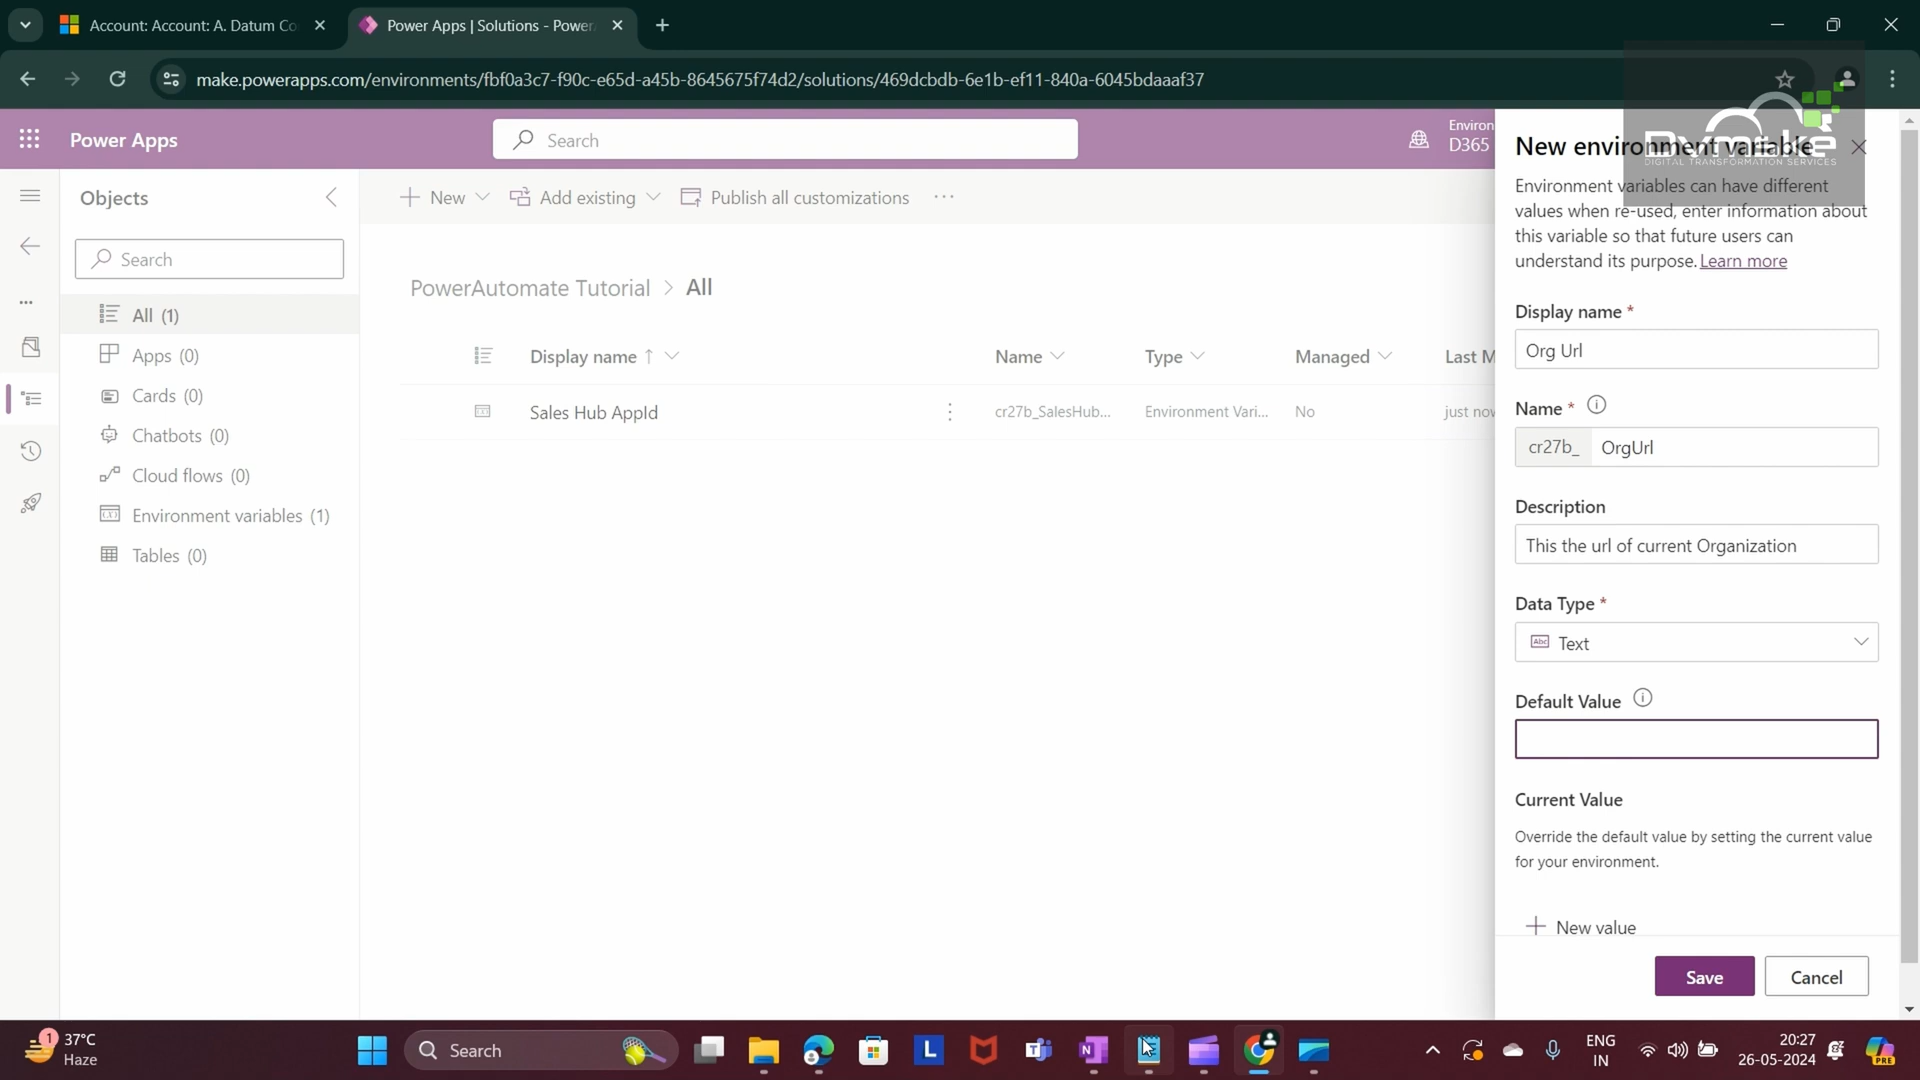 Account: Account: A. Datum Co
Power Apps | Solutions - Power
make.powerapps.com/environments/fbf0a3c7-f90c-e65d-a45b-8645675f74d2/solutions/469dcbdb-6e1b-ef11-840a-6045bdaaaf37
Power Apps
Search
Environ
D365
New environment variable
DIGITAL TRANSFORMATION SERVICES
Environment variables can have different
values when re-used, enter information about
this variable so that future users can
understand its purpose. Learn more
Objects
New
Add existing
Publish all customizations
Search
PowerAutomate Tutorial > All
All (1)
Apps (0)
Cards (0)
Chatbots (0)
Cloud flows (0)
Environment variables (1)
Tables (0)
Display name ↑
Name
Type
Managed
Last M
Sales Hub AppId
cr27b_SalesHub...
Environment Vari...
No
just now
Display name *
Org Url
Name *
cr27b_
OrgUrl
Description
This the url of current Organization
Data Type *
Abc
Text
Default Value
Current Value
Override the default value by setting the current value
for your environment.
+ New value
Save
Cancel
1
37°C
Haze
Search
L
N
ENG
IN
20:27
26-05-2024
PRE